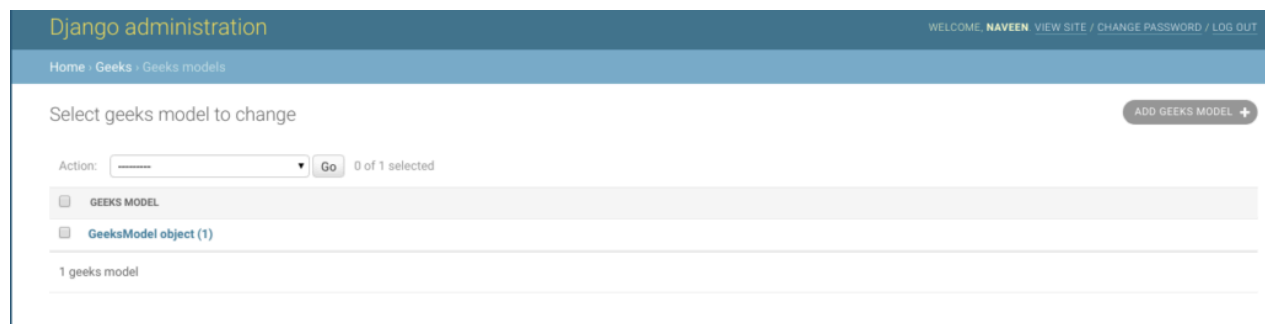 Django administration
WELCOME, NAVEEN. VIEW SITE / CHANGE PASSWORD / LOG OUT
Home › Geeks › Geeks models
Select geeks model to change
ADD GEEKS MODEL +
Action: --------- Go 0 of 1 selected
GEEKS MODEL
GeeksModel object (1)
1 geeks model